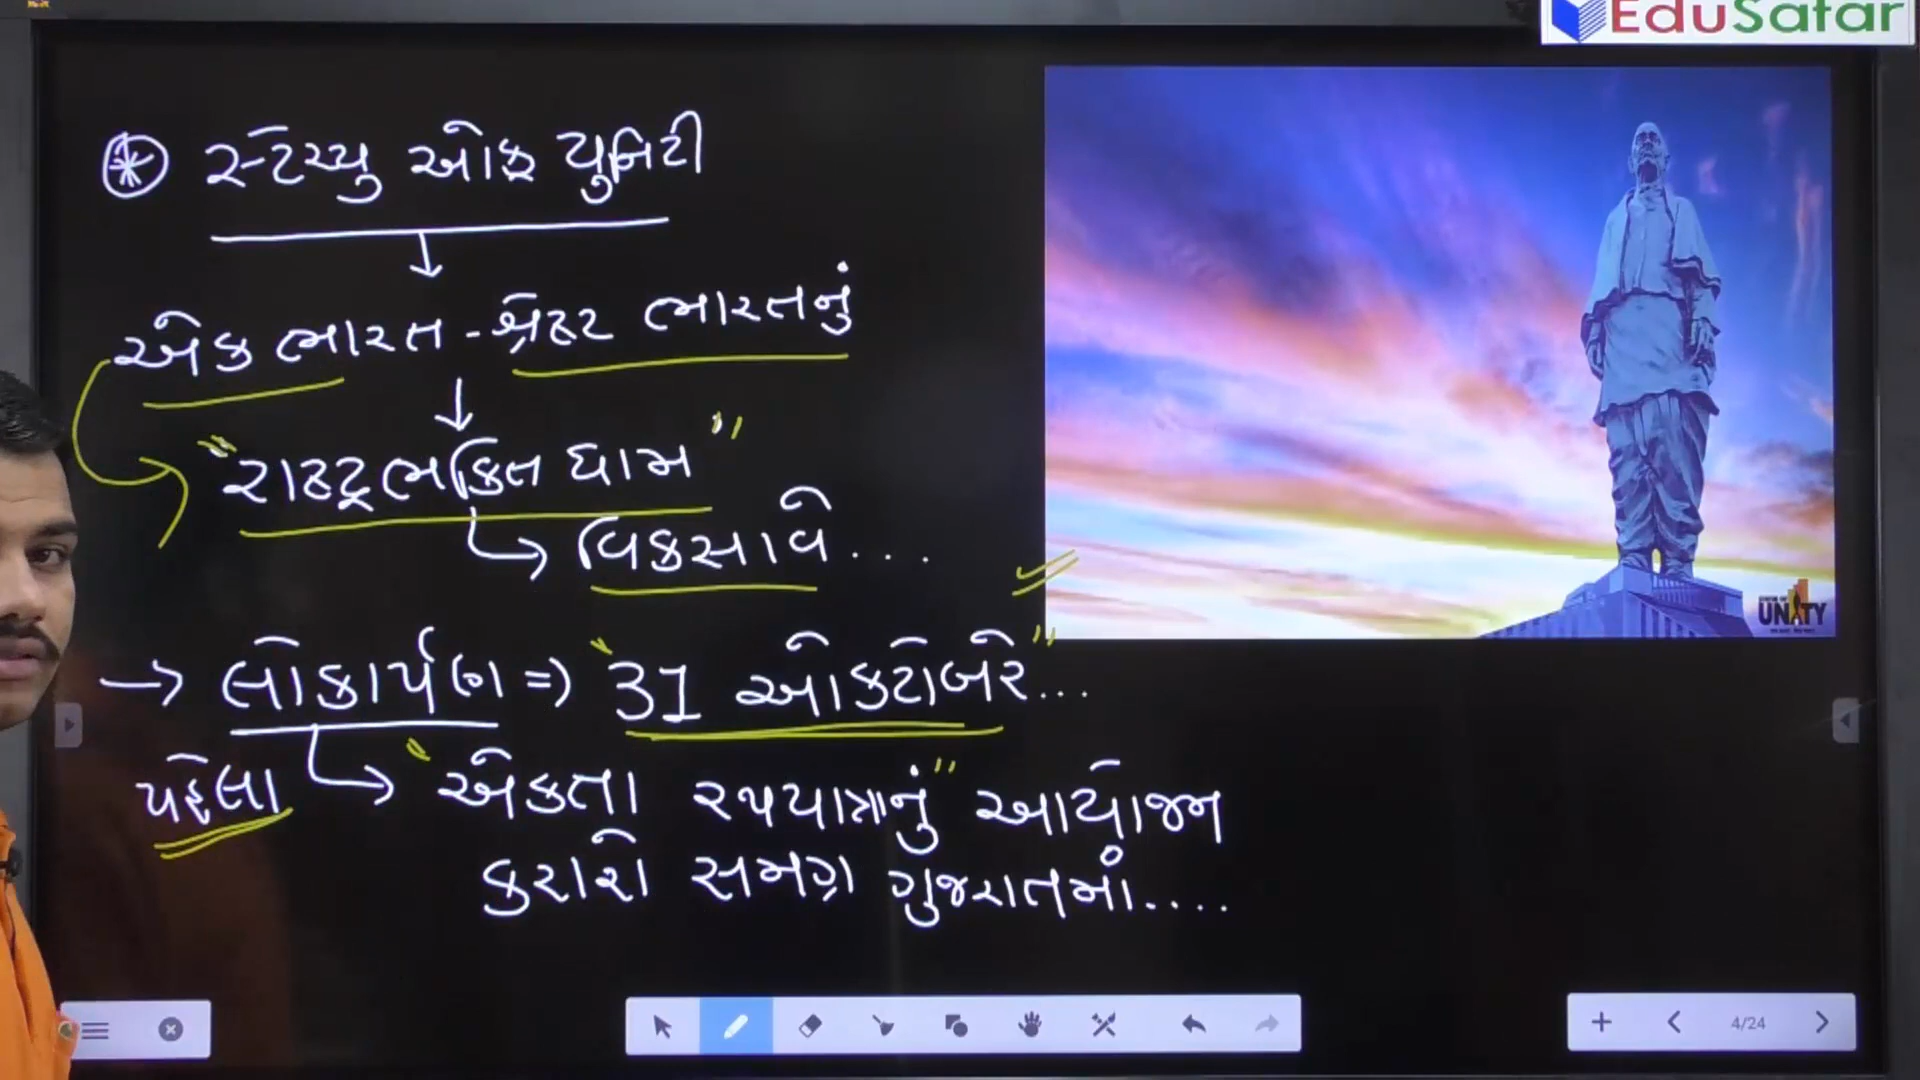 EduSafar
સ્ટેચ્યુ ઓફ યુનિટી
એક ભારત - શ્રેષ્ઠ ભારતનું
"રાષ્ટ્રભક્તિ ધામ"
વિકસાવે...
UNITY
→ લોકાર્પણ => "31 ઓકટોબરે"...
પહેલા → "એકતા રથયાત્રાનું" આયોજન
કરાશે સમગ્ર ગુજરાતમાં....
4/24